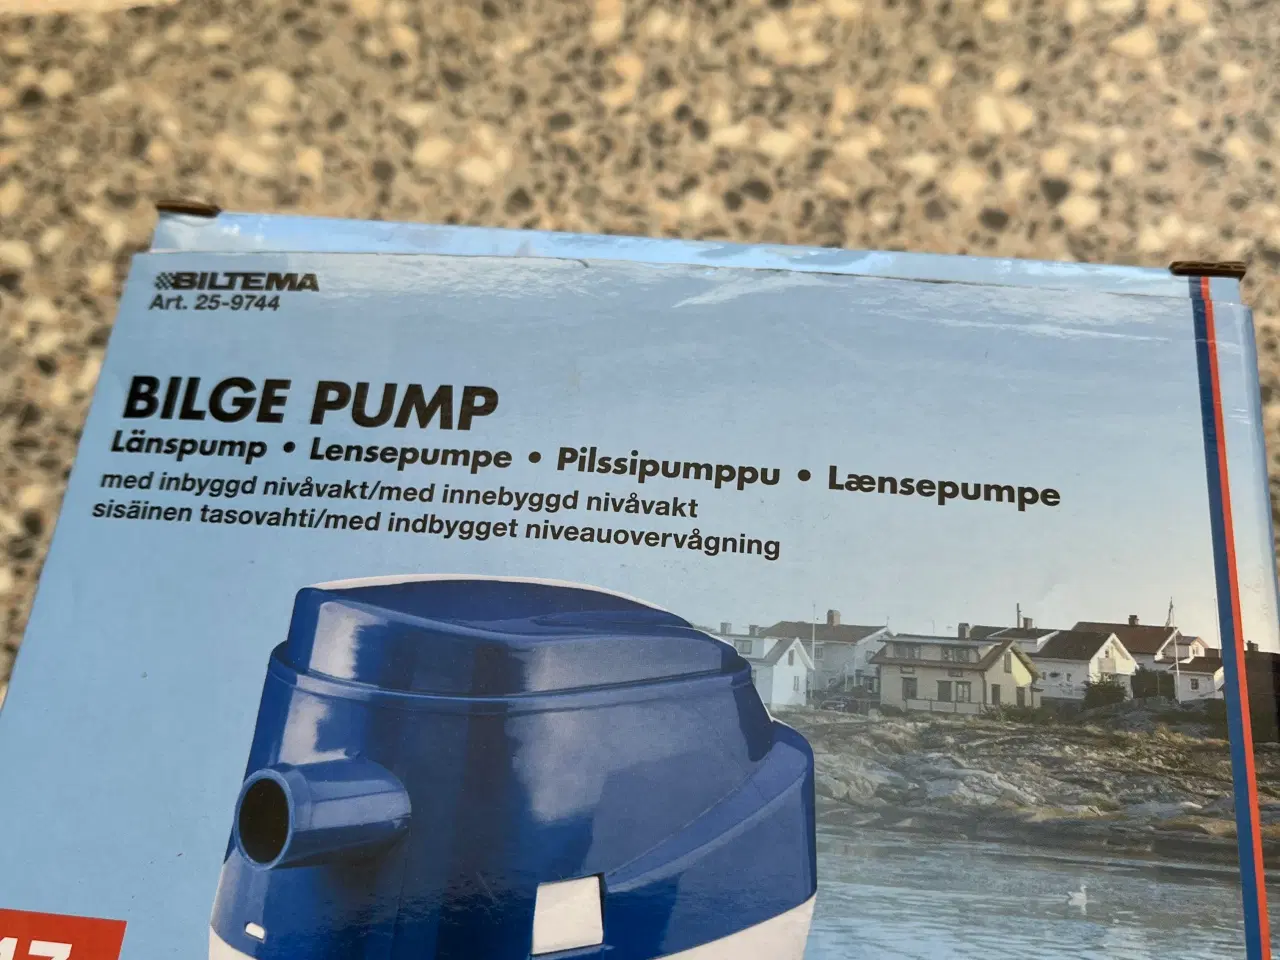 BILTEMA
Art. 25-9744
BILGE PUMP
Länspump • Lensepumpe • Pilssipumppu • Lænsepumpe
med inbyggd nivåvakt/med innebyggd nivåvakt
sisäinen tasovahti/med indbygget niveauovervågning
17